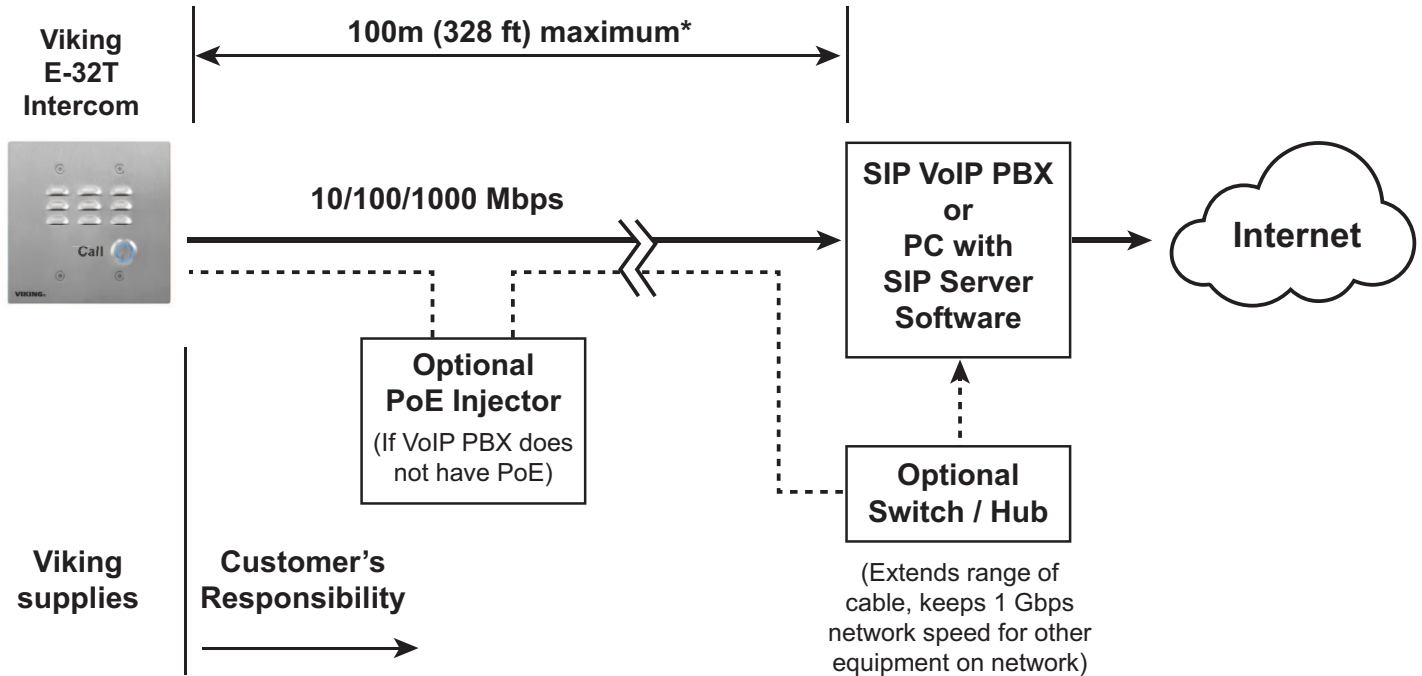 Viking
E-32T
Intercom
100m (328 ft) maximum*
10/100/1000 Mbps
Call
VIKING®
SIP VoIP PBX
or
PC with
SIP Server
Software
Internet
Optional
PoE Injector
(If VoIP PBX does
not have PoE)
Optional
Switch / Hub
(Extends range of
cable, keeps 1 Gbps
network speed for other
equipment on network)
Viking
supplies
Customer’s
Responsibility